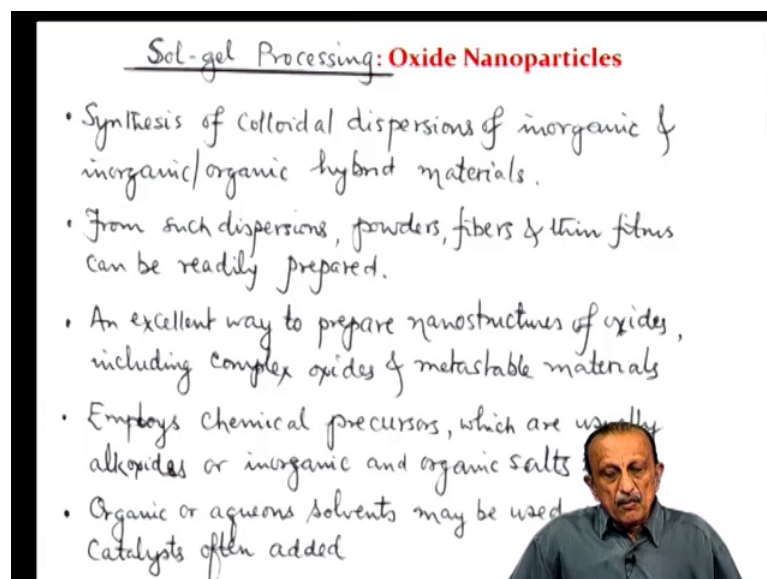 Sol-gel Processing: Oxide Nanoparticles
• Synthesis of colloidal dispersions of inorganic &
inorganic/organic hybrid materials.
• From such dispersions, powders, fibers & thin films
can be readily prepared.
• An excellent way to prepare nanostructures of oxides,
including complex oxides & metastable materials
• Employs chemical precursors, which are usually
alkoxides or inorganic and organic salts
• Organic or aqueous solvents may be used
Catalysts often added